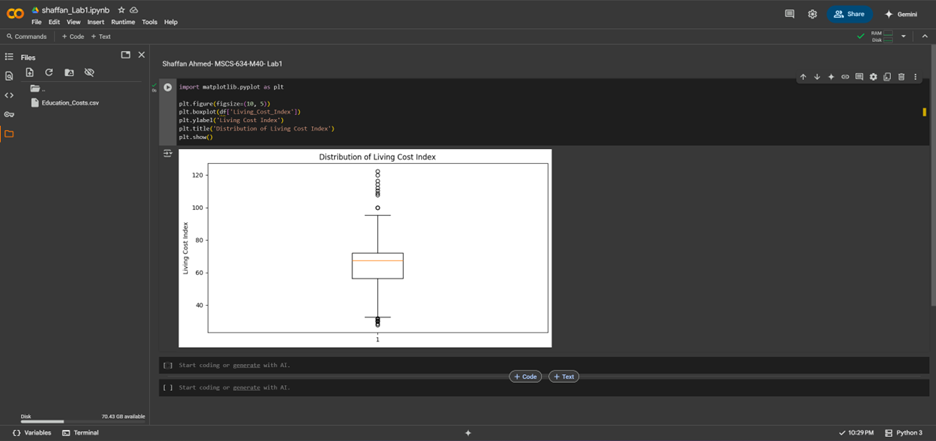 shaffan_Lab1.ipynb
File Edit View Insert Runtime Tools Help
Share
Gemini
Commands + Code + Text
RAM
Disk
Files
..
Education_Costs.csv
Shaffan Ahmed- MSCS-634-M40- Lab1
import matplotlib.pyplot as plt
plt.figure(figsize=(10, 5))
plt.boxplot(df['Living_Cost_Index'])
plt.ylabel('Living Cost Index')
plt.title('Distribution of Living Cost Index')
plt.show()
Distribution of Living Cost Index
120
100
80
60
40
Living Cost Index
1
[ ] Start coding or generate with AI.
+ Code + Text
[ ] Start coding or generate with AI.
Disk 70.43 GB available
Variables Terminal
10:29 PM Python 3